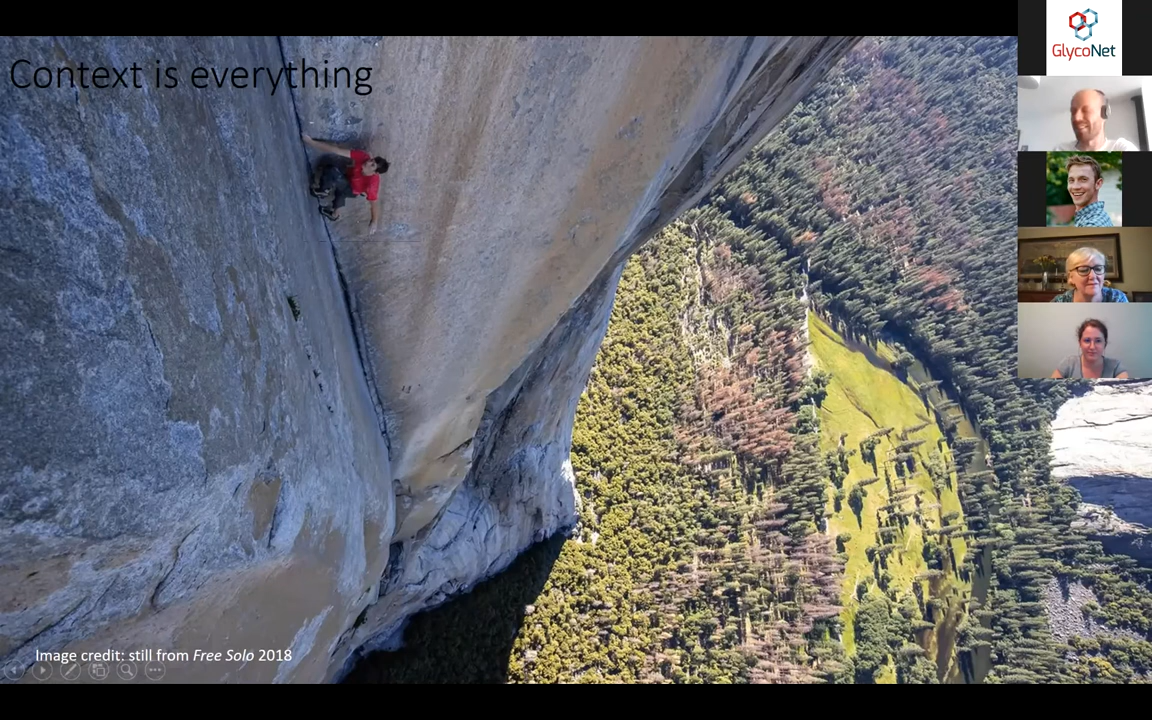 Context is everything
GlycoNet
Image credit: still from Free Solo 2018